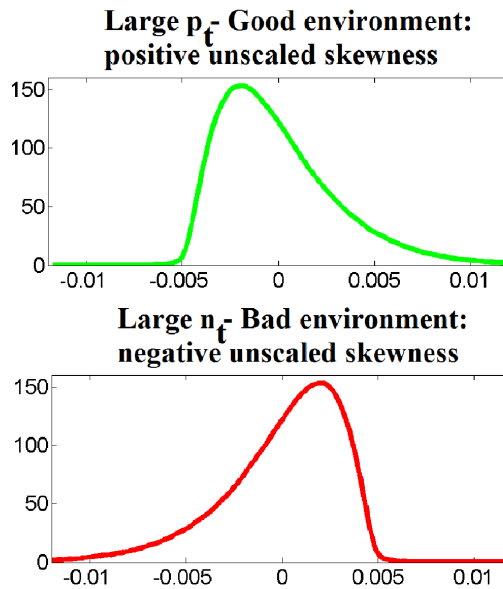 Large pt- Good environment:
positive unscaled skewness
150
100
50
0
-0.01 -0.005 0 0.005 0.01
Large nt- Bad environment:
negative unscaled skewness
150
100
50
0
-0.01 -0.005 0 0.005 0.01